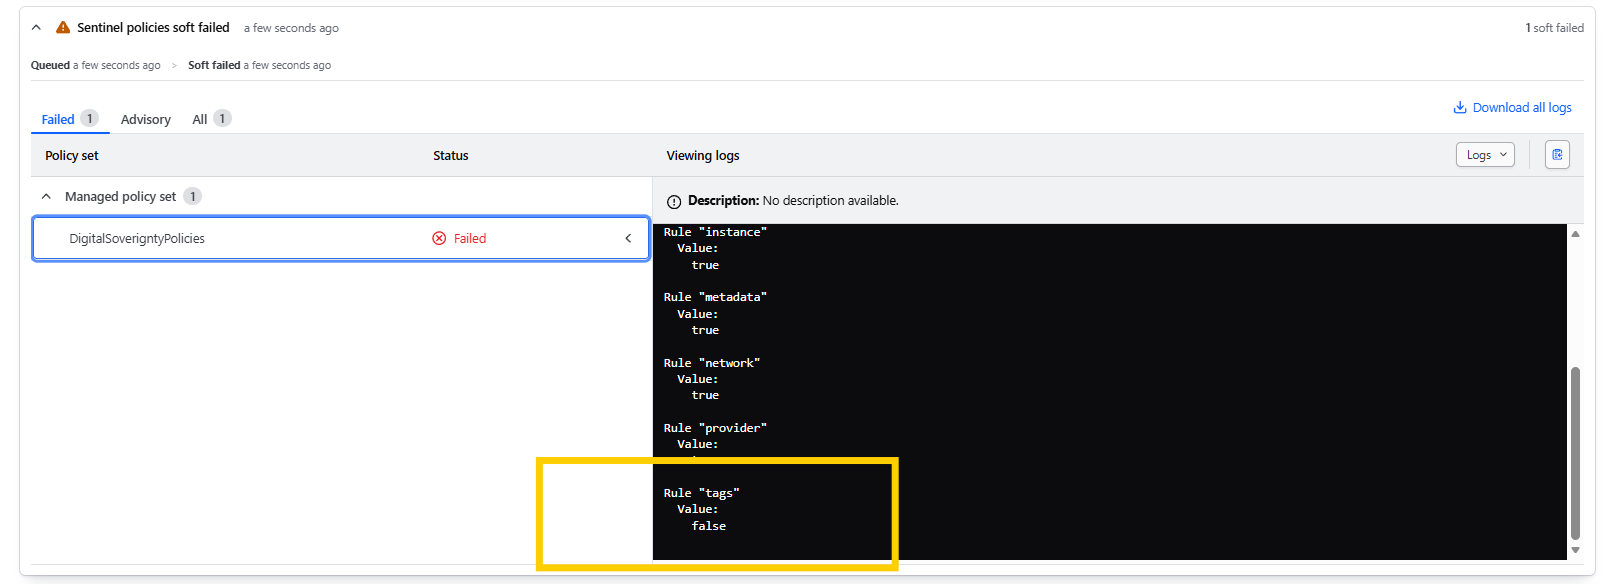 Sentinel policies soft failed a few seconds ago 1 soft failed
Queued a few seconds ago > Soft failed a few seconds ago
Download all logs
Failed 1 Advisory All 1
Policy set Status Viewing logs Logs
Managed policy set 1
Description: No description available.
DigitalSoverigntyPolicies Failed
Rule "instance"
Value:
true
Rule "metadata"
Value:
true
Rule "network"
Value:
true
Rule "provider"
Value:
Rule "tags"
Value:
false